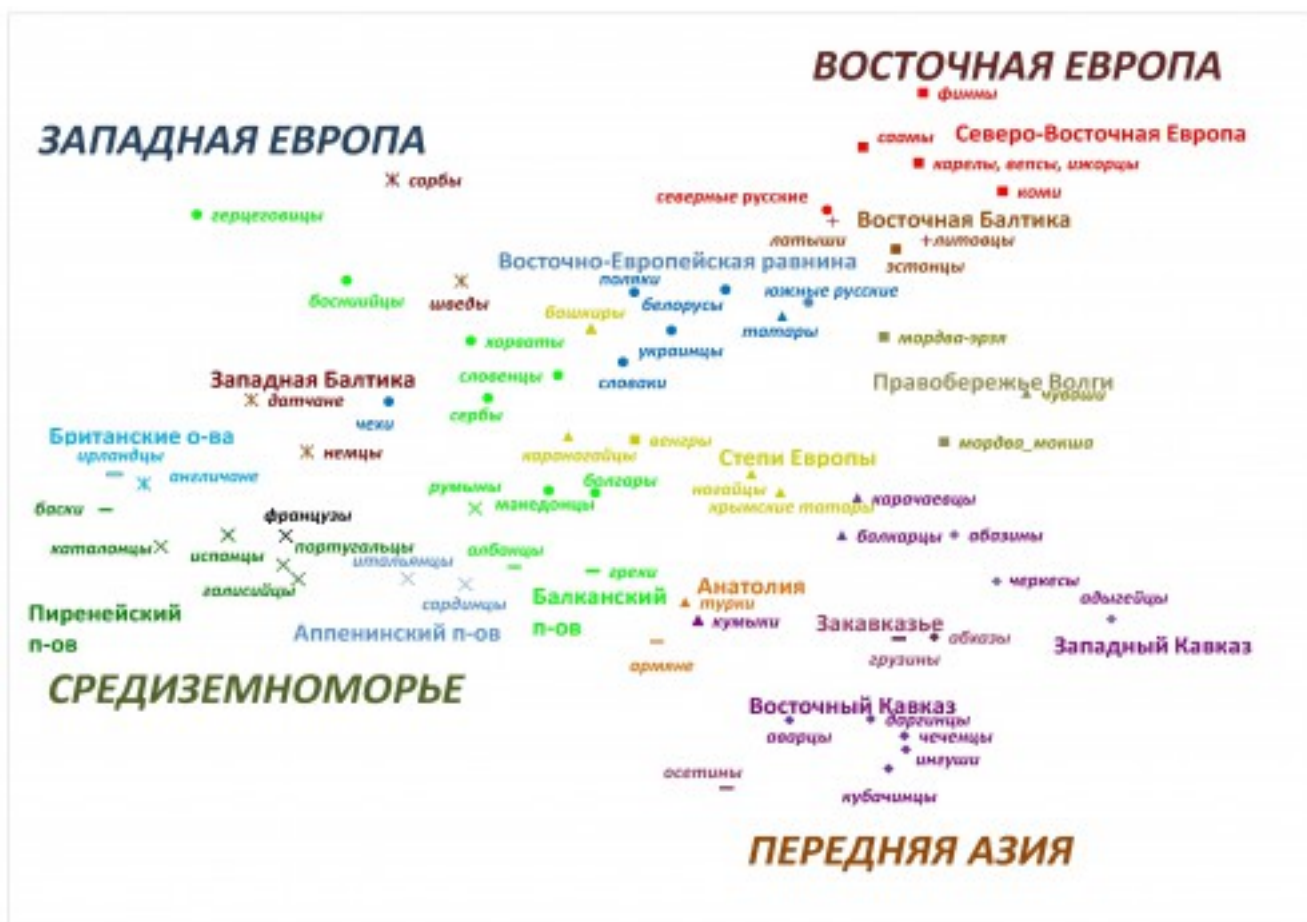 ВОСТОЧНАЯ ЕВРОПА
финны
ЗАПАДНАЯ ЕВРОПА
саамы
Северо-Восточная Европа
карелы, вепсы, ижорцы
сорбы
коми
северные русские
герцеговицы
Восточная Балтика
латыши
литовцы
эстонцы
Восточно-Европейская равнина
поляки
южные русские
боснийцы
шведы
белорусы
башкиры
татары
хорваты
украинцы
мордва-эрзя
словенцы
словаки
Западная Балтика
Правобережье Волги
чуваши
датчане
сербы
чехи
Британские о-ва
ирландцы
немцы
караногайцы
венгры
мордва_мокша
Степи Европы
англичане
румыны
болгары
ногайцы
македонцы
крымские татары
карачаевцы
баски
французы
каталонцы
испанцы
португальцы
албанцы
балкарцы
абазины
итальянцы
галисийцы
греки
черкесы
сардинцы
Балканский
п-ов
Анатолия
турки
адыгейцы
Пиренейский
п-ов
Аппенинский п-ов
кумыки
Закавказье
абхазы
армяне
грузины
Западный Кавказ
СРЕДИЗЕМНОМОРЬЕ
Восточный Кавказ
даргинцы
аварцы
чеченцы
ингуши
осетины
кубачинцы
ПЕРЕДНЯЯ АЗИЯ